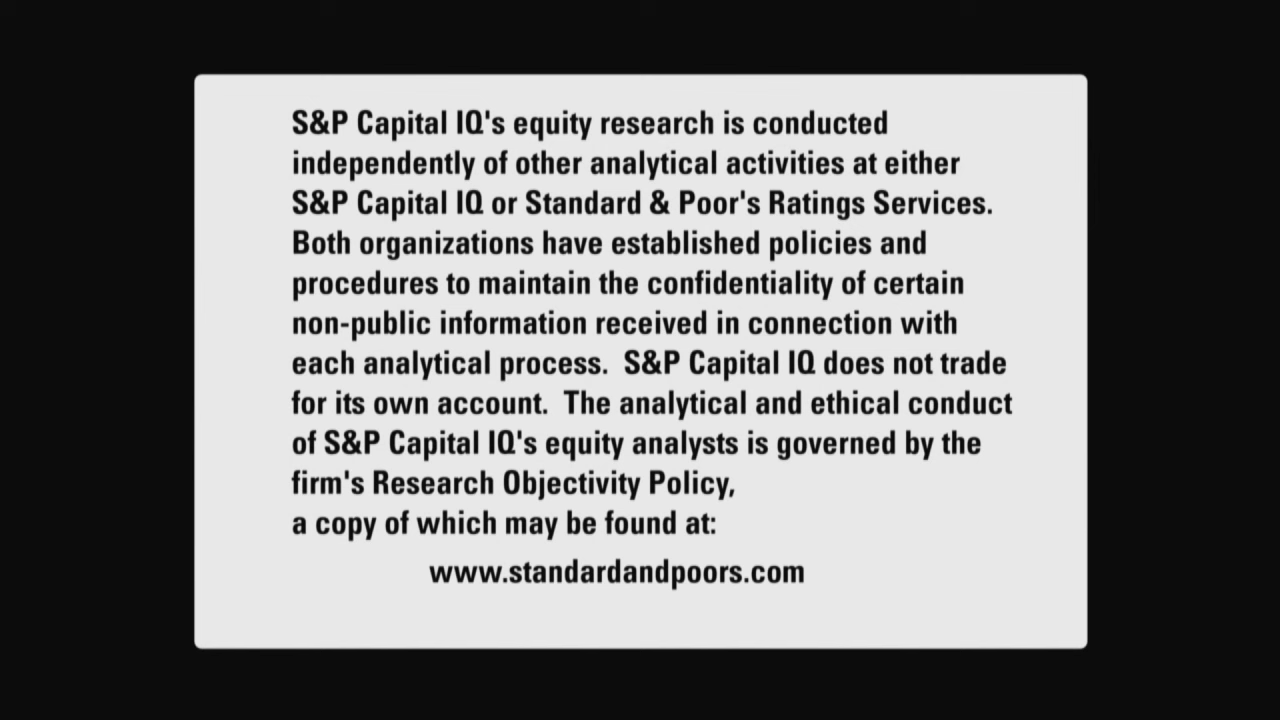 S&P Capital IQ's equity research is conducted
independently of other analytical activities at either
S&P Capital IQ or Standard & Poor's Ratings Services.
Both organizations have established policies and
procedures to maintain the confidentiality of certain
non-public information received in connection with
each analytical process.  S&P Capital IQ does not trade
for its own account.  The analytical and ethical conduct
of S&P Capital IQ's equity analysts is governed by the
firm's Research Objectivity Policy,
a copy of which may be found at:
www.standardandpoors.com